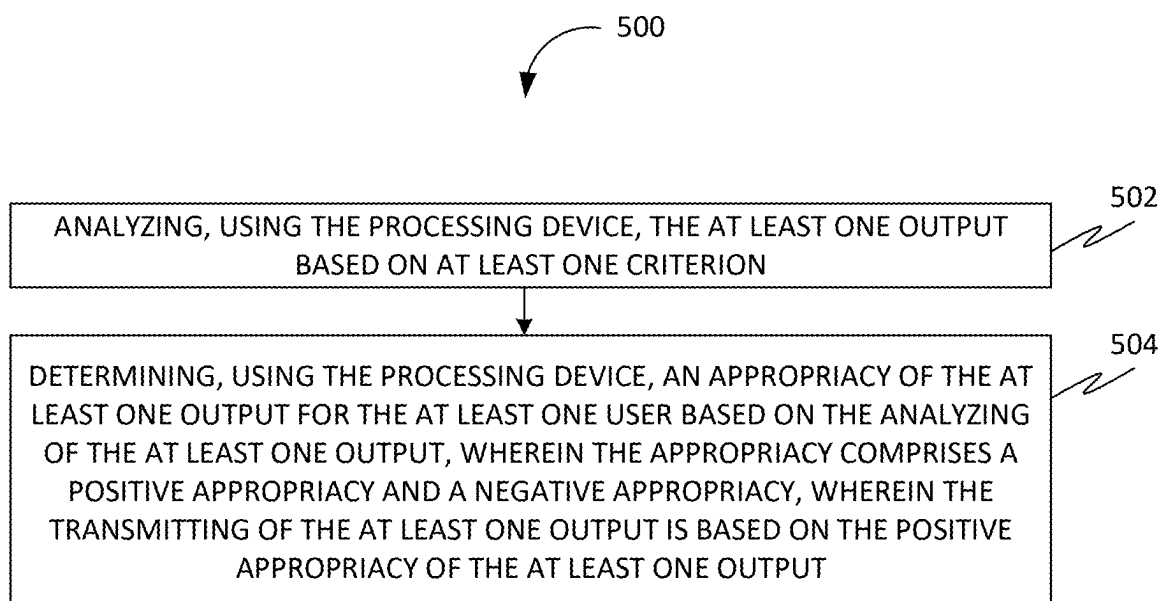 500
502
ANALYZING, USING THE PROCESSING DEVICE, THE AT LEAST ONE OUTPUT
BASED ON AT LEAST ONE CRITERION
504
DETERMINING, USING THE PROCESSING DEVICE, AN APPROPRIACY OF THE AT
LEAST ONE OUTPUT FOR THE AT LEAST ONE USER BASED ON THE ANALYZING
OF THE AT LEAST ONE OUTPUT, WHEREIN THE APPROPRIACY COMPRISES A
POSITIVE APPROPRIACY AND A NEGATIVE APPROPRIACY, WHEREIN THE
TRANSMITTING OF THE AT LEAST ONE OUTPUT IS BASED ON THE POSITIVE
APPROPRIACY OF THE AT LEAST ONE OUTPUT